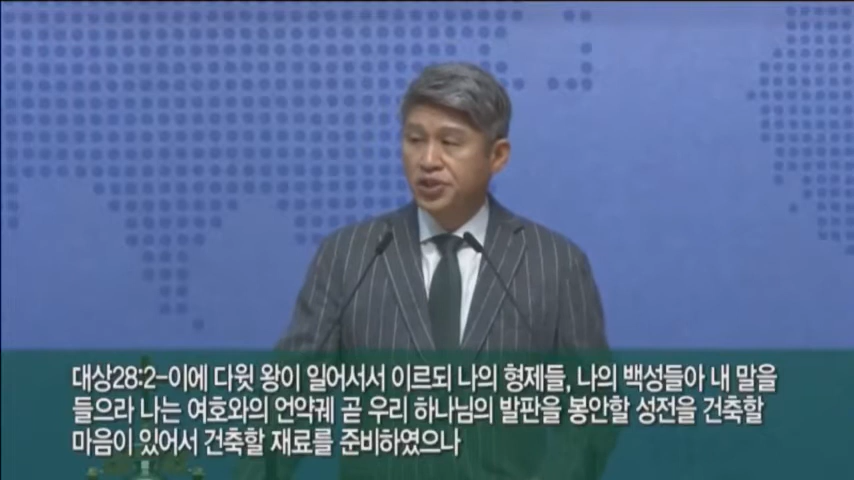 대상28:2-이에 다윗 왕이 일어서서 이르되 나의 형제들, 나의 백성들아 내 말을
들으라 나는 여호와의 언약궤 곧 우리 하나님의 발판을 봉안할 성전을 건축할
마음이 있어서 건축할 재료를 준비하였으나